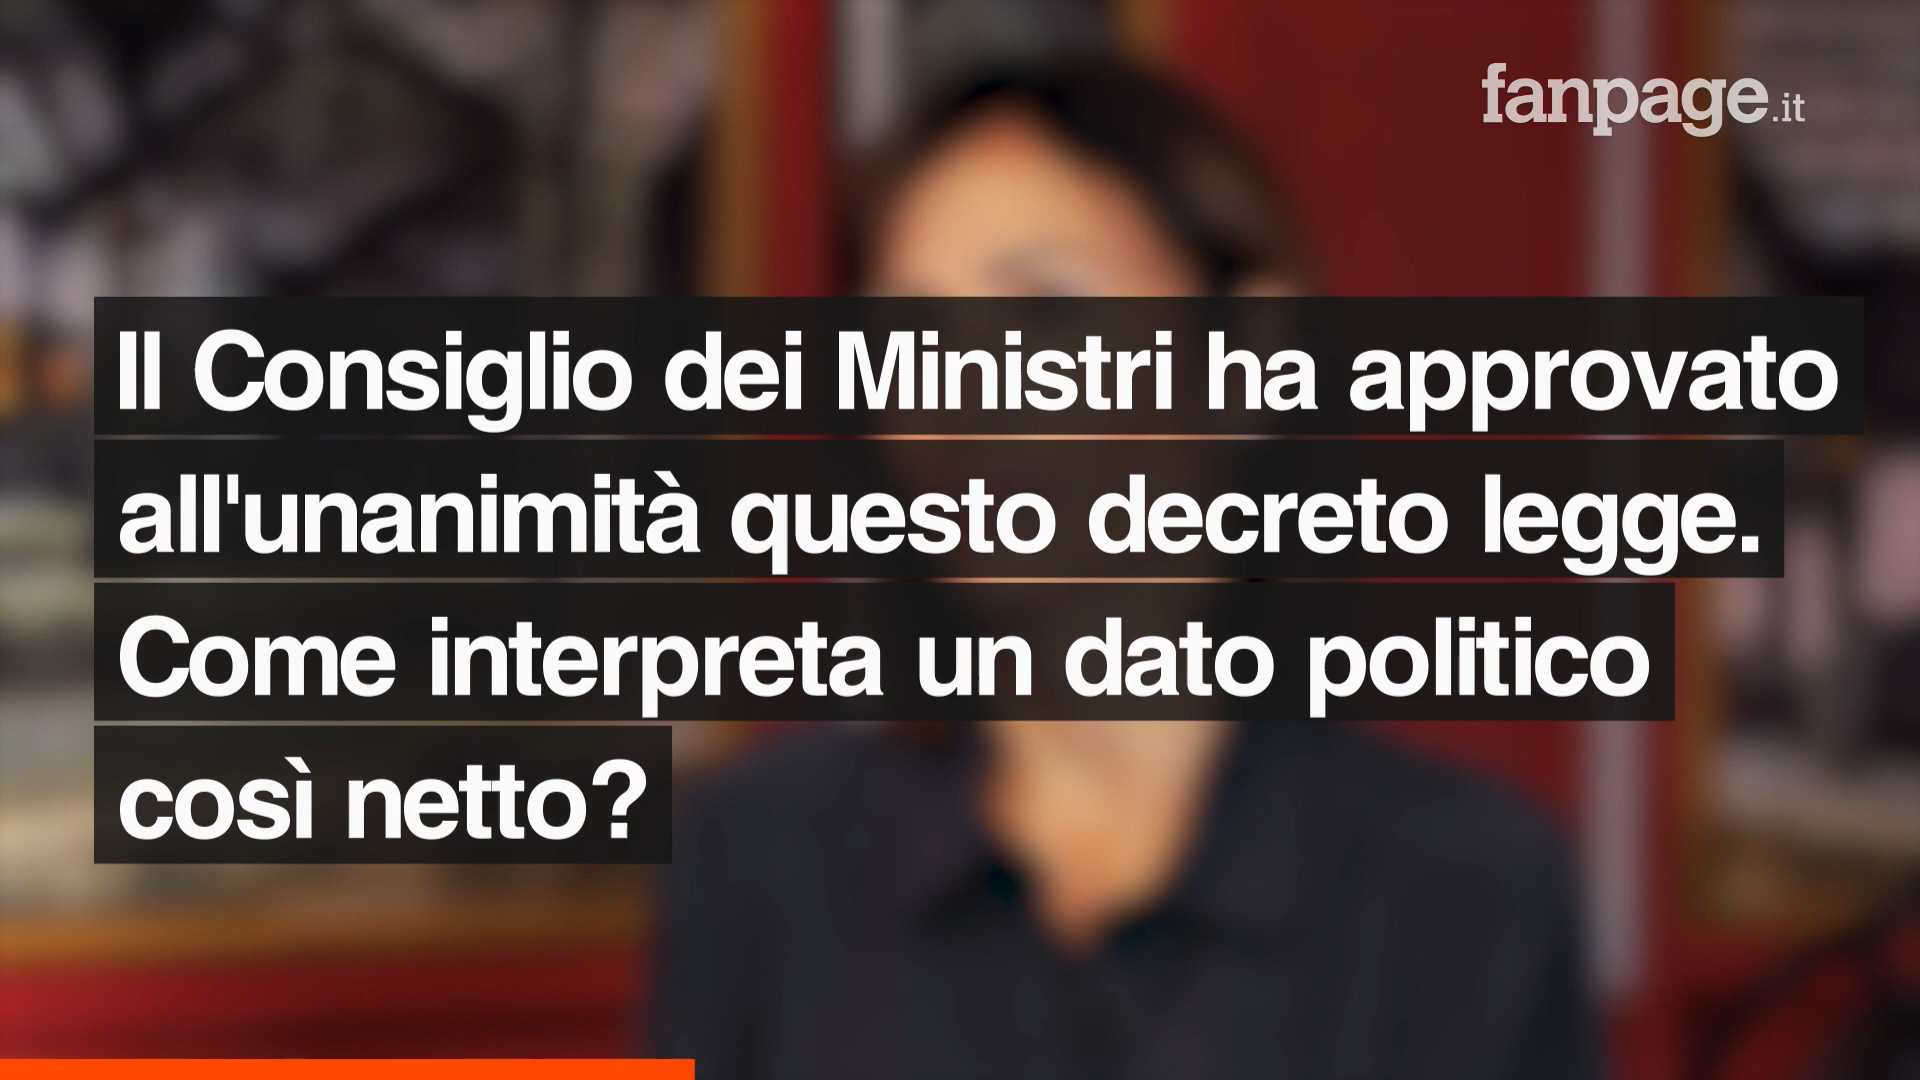 fanpage.it
Il Consiglio dei Ministri ha approvato
all'unanimità questo decreto legge.
Come interpreta un dato politico
così netto?